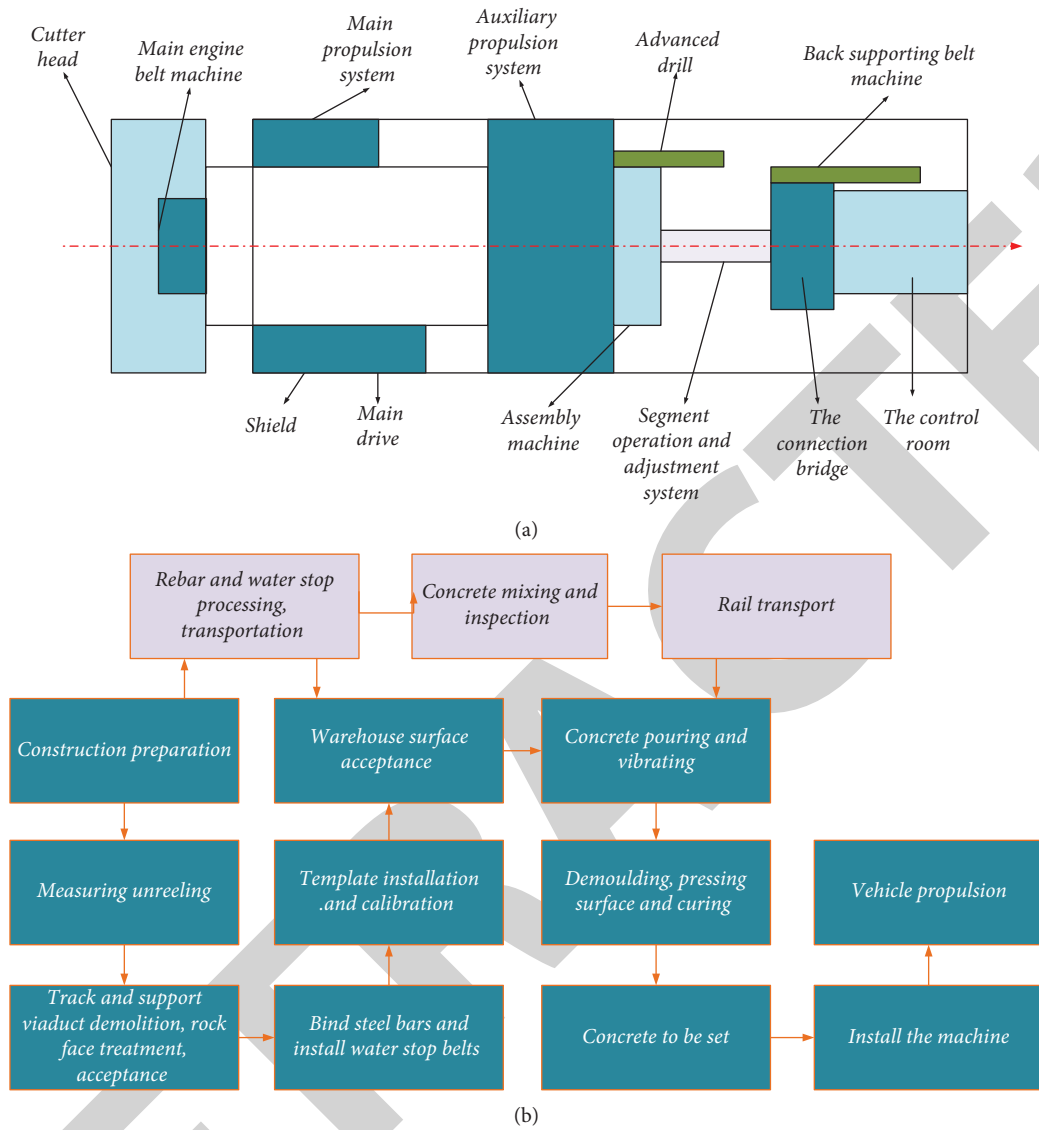 Cutter
head
Main engine
belt machine
Main
propulsion
system
Auxiliary
propulsion
system
Advanced
drill
Back supporting belt
machine
Shield
Main
drive
Assembly
machine
Segment
operation and
adjustment
system
The
connection
bridge
The control
room
(a)
Rebar and water stop
processing,
transportation
Concrete mixing and
inspection
Rail transport
Construction preparation
Warehouse surface
acceptance
Concrete pouring and
vibrating
Measuring unreeling
Template installation
.and calibration
Demoulding, pressing
surface and curing
Vehicle propulsion
Track and support
viaduct demolition, rock
face treatment,
acceptance
Bind steel bars and
install water stop belts
Concrete to be set
Install the machine
(b)